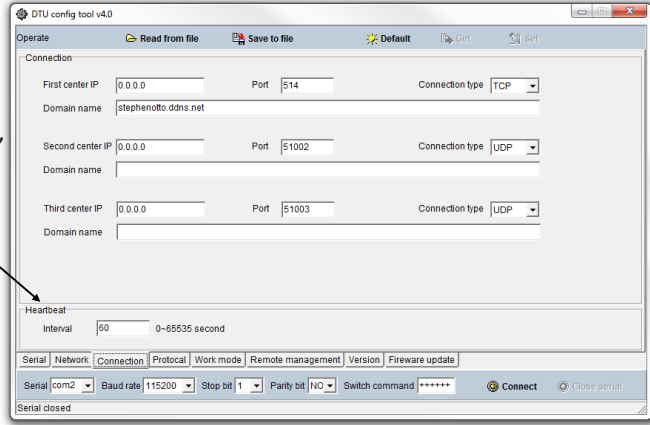 DTU config tool v4.0
Operate Read from file Save to file Default Get Set
Connection
First center IP 0.0.0.0 Port 514 Connection type TCP
Domain name stephenotto.ddns.net
Second center IP 0.0.0.0 Port 51002 Connection type UDP
Domain name
Third center IP 0.0.0.0 Port 51003 Connection type UDP
Domain name
Heartbeat
Interval 60 0~65535 second
Serial Network Connection Protocal Work mode Remote management Version Fireware update
Serial com2 Baud rate 115200 Stop bit 1 Parity bit NO Switch command ++++++ Connect Close serial
Serial closed